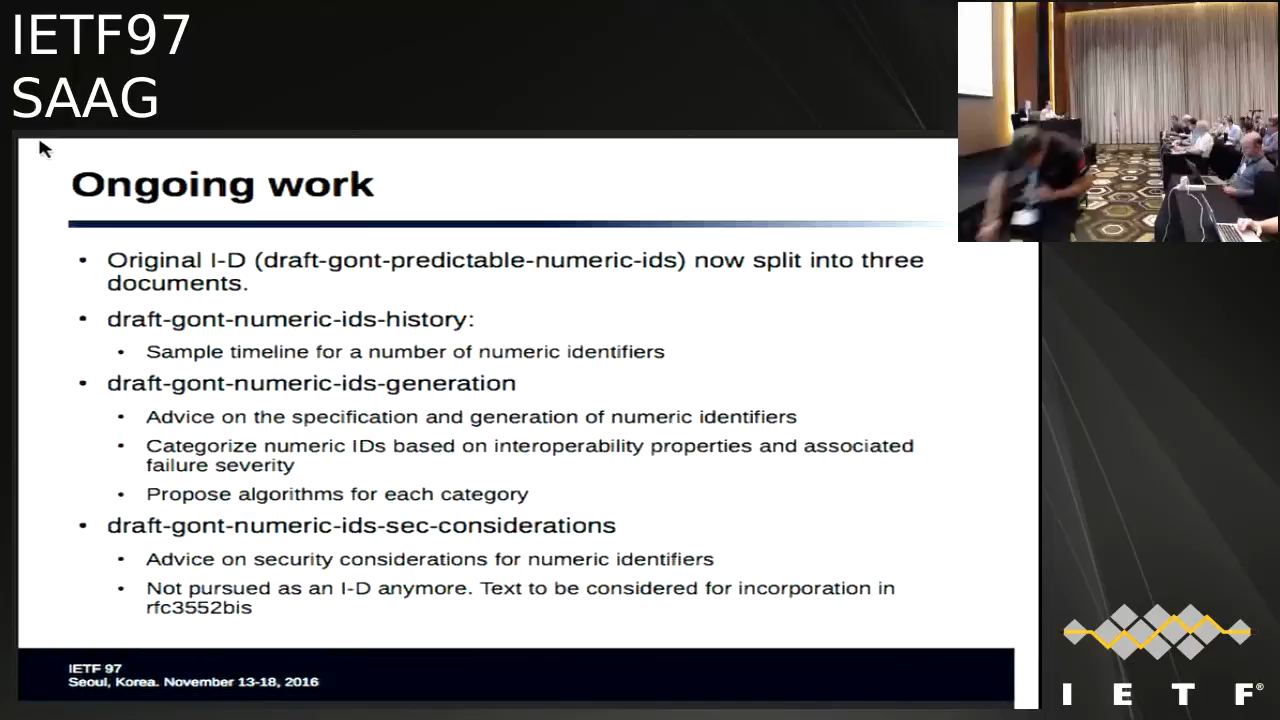 IETF97
SAAG
Ongoing work
• Original I-D (draft-gont-predictable-numeric-ids) now split into three
documents.
• draft-gont-numeric-ids-history:
• Sample timeline for a number of numeric identifiers
• draft-gont-numeric-ids-generation
• Advice on the specification and generation of numeric identifiers
• Categorize numeric IDs based on interoperability properties and associated
failure severity
• Propose algorithms for each category
• draft-gont-numeric-ids-sec-considerations
• Advice on security considerations for numeric identifiers
• Not pursued as an I-D anymore. Text to be considered for incorporation in
rfc3552bis
IETF 97
Seoul, Korea. November 13-18, 2016
I E T F®